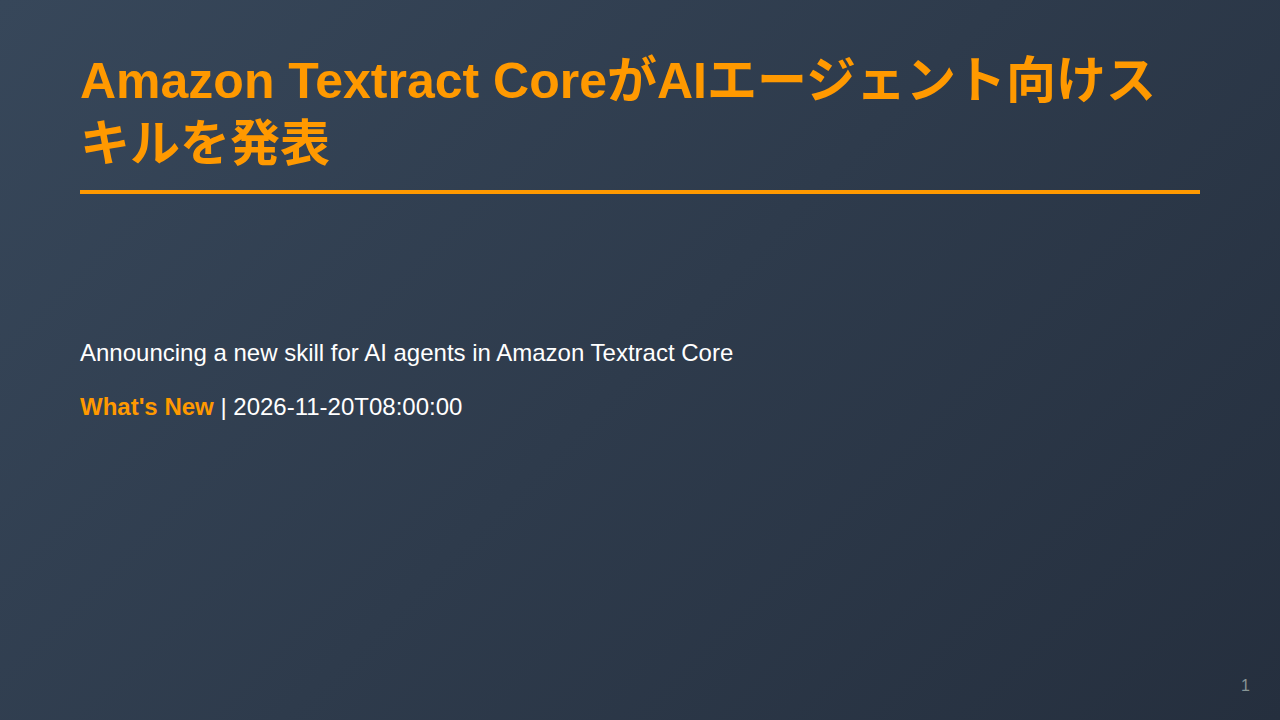 Amazon Textract CoreがAIエージェント向けス
キルを発表
Announcing a new skill for AI agents in Amazon Textract Core
What's New | 2026-11-20T08:00:00
1